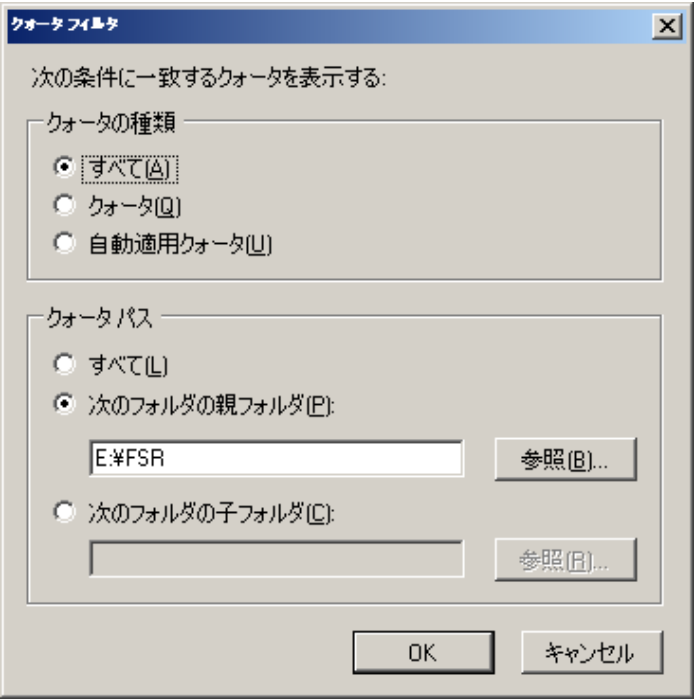 クォータ フィルタ
次の条件に一致するクォータを表示する:
クォータの種類
すべて(A)
クォータ(Q)
自動適用クォータ(U)
クォータ パス
すべて(L)
次のフォルダの親フォルダ(P):
E:¥FSR
参照(B)...
次のフォルダの子フォルダ(C):
参照(R)...
OK
キャンセル